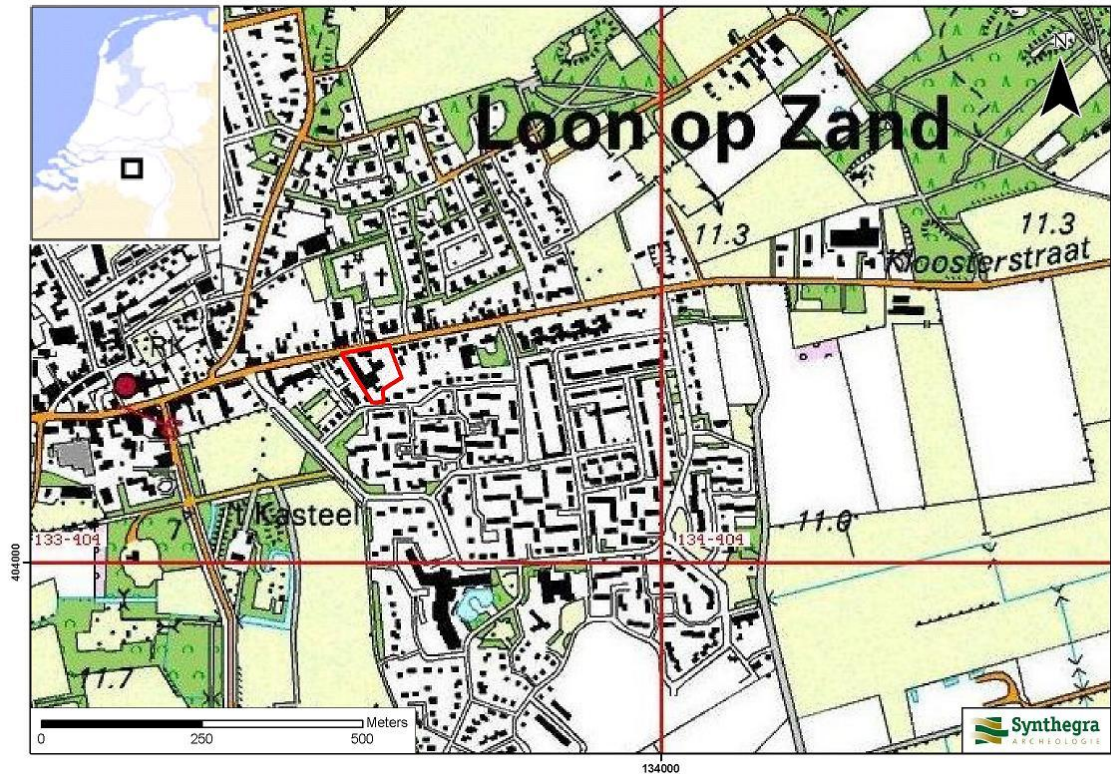 N
Loon op Zand
11.3
11.3
Kloosterstraat
RK
't Kasteel
7
11.0
133-404
134-404
404000
11.7
Meters
0 250 500
Synthegra
ARCHEOLOGIE
134000